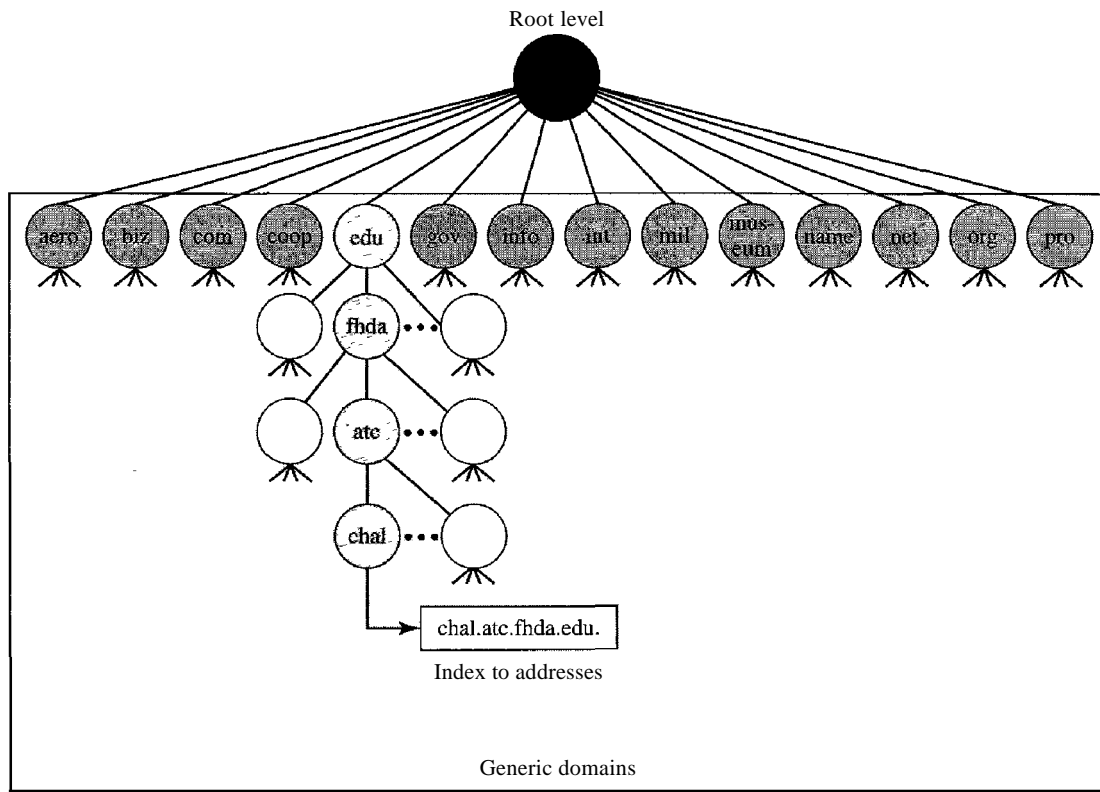 Root level
aero biz com coop edu gov info int mil mus- name net org pro
eum
fhda
atc
chal
chal.atc.fhda.edu.
Index to addresses
Generic domains